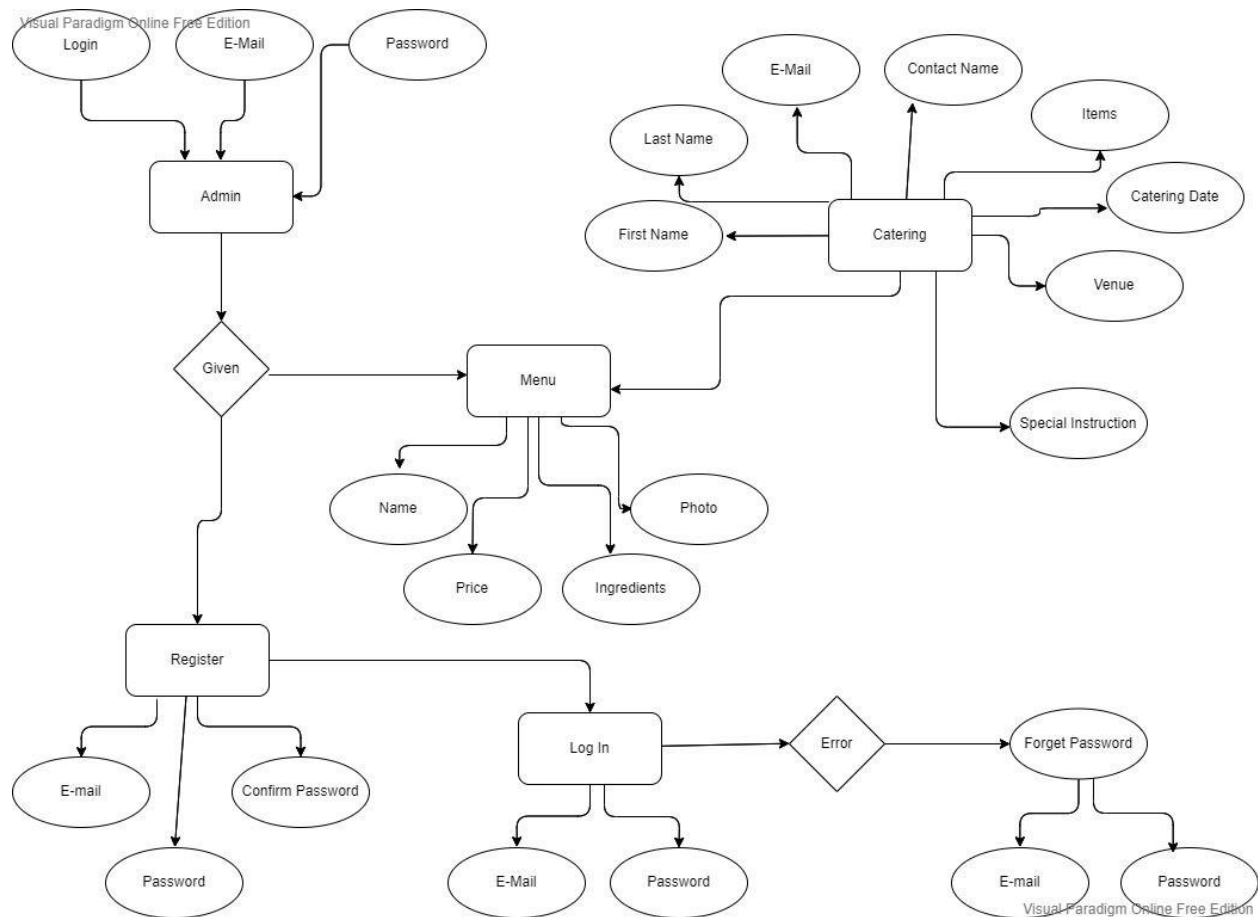 Visual Paradigm Online Free Edition
Login
E-Mail
Password
E-Mail
Contact Name
Items
Last Name
Admin
Catering Date
First Name
Catering
Venue
Given
Menu
Special Instruction
Name
Photo
Price
Ingredients
Register
Log In
Error
Forget Password
E-mail
Confirm Password
Password
E-Mail
Password
E-mail
Password
Visual Paradigm Online Free Edition